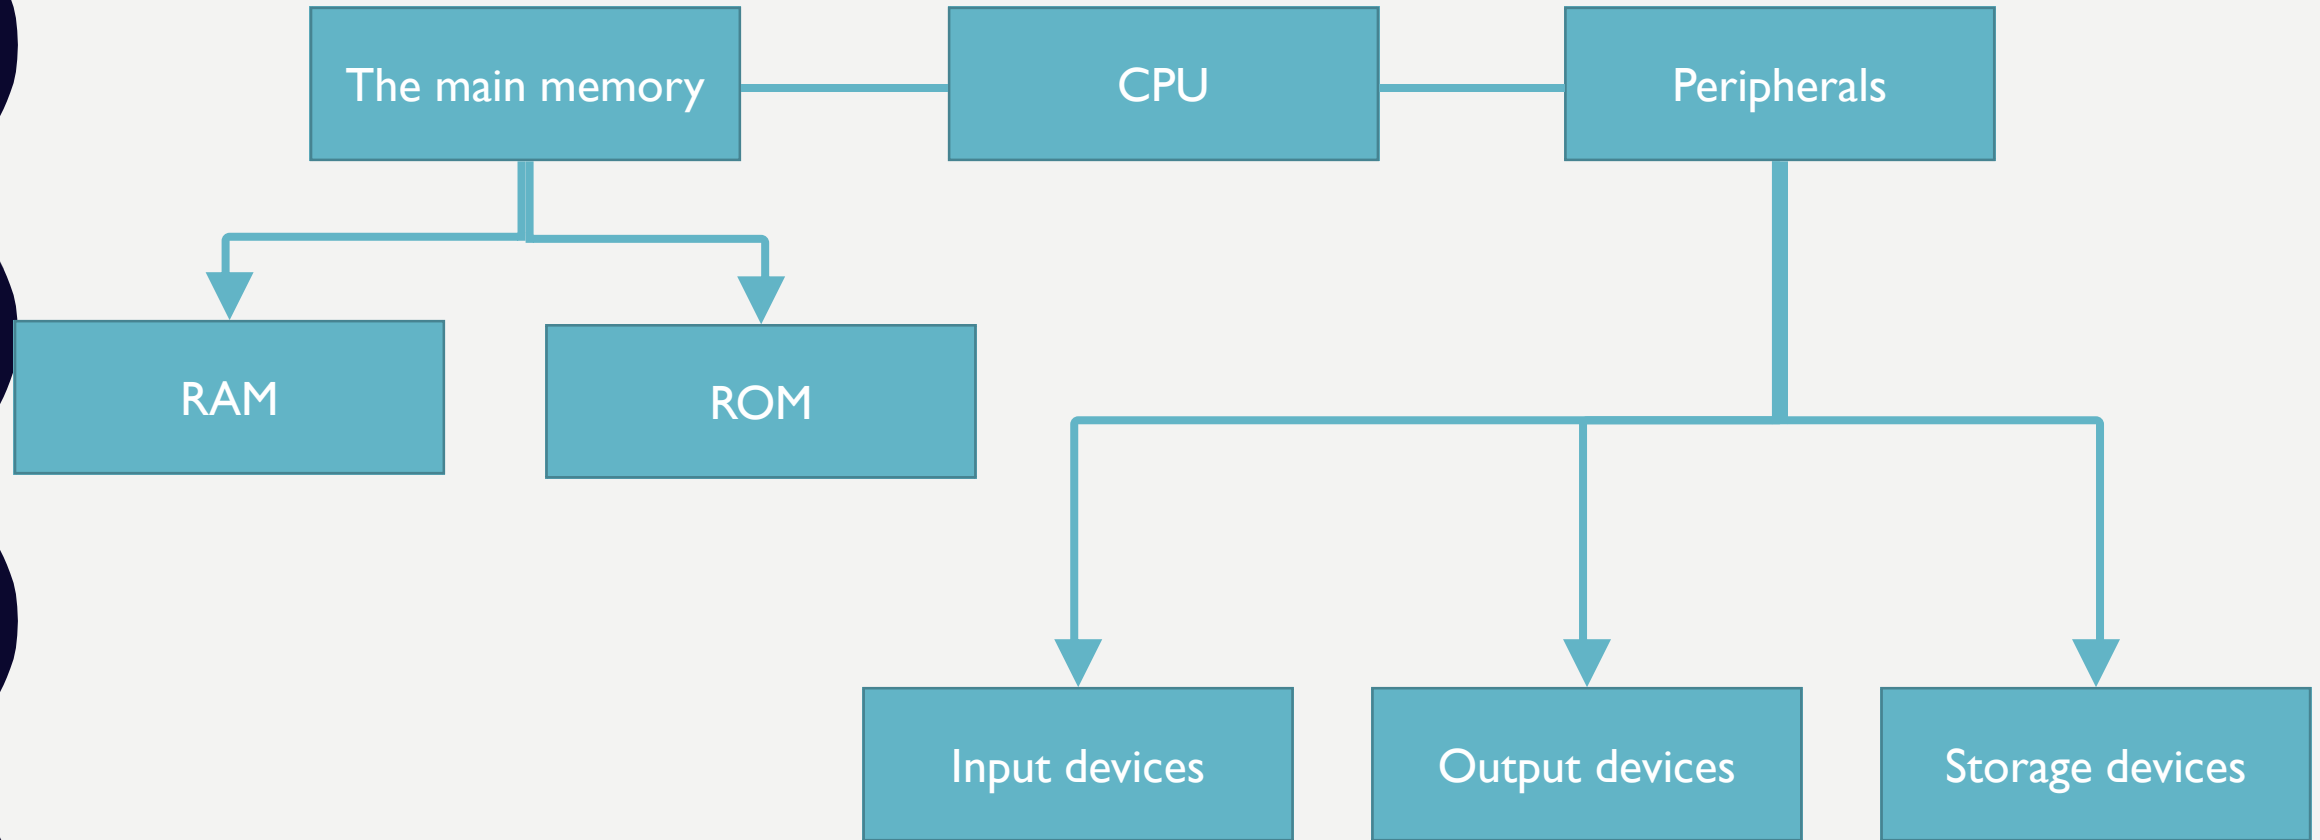 The main memory
CPU
Peripherals
RAM
ROM
Input devices
Output devices
Storage devices